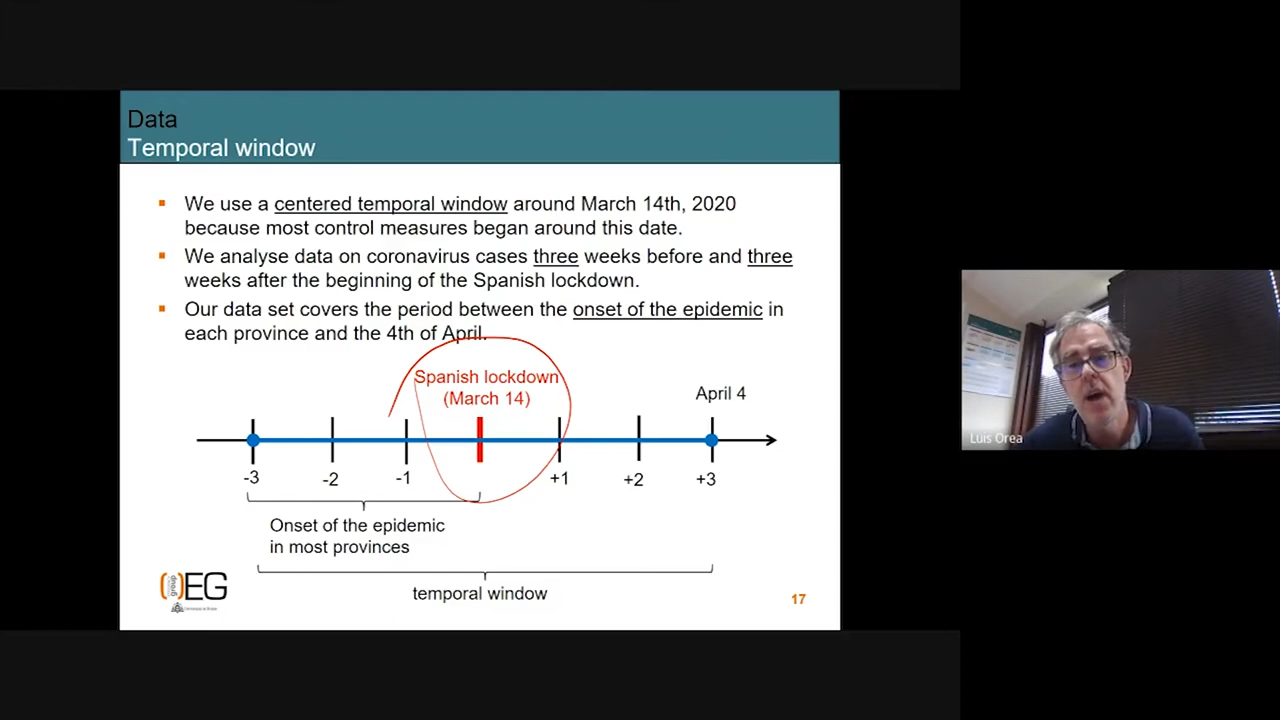 Data
Temporal window
We use a centered temporal window around March 14th, 2020
because most control measures began around this date.
We analyse data on coronavirus cases three weeks before and three
weeks after the beginning of the Spanish lockdown.
Our data set covers the period between the onset of the epidemic in
each province and the 4th of April.
Spanish lockdown
(March 14)
April 4
-3 -2 -1 +1 +2 +3
Onset of the epidemic
in most provinces
temporal window
group EG
17
Luis Orea